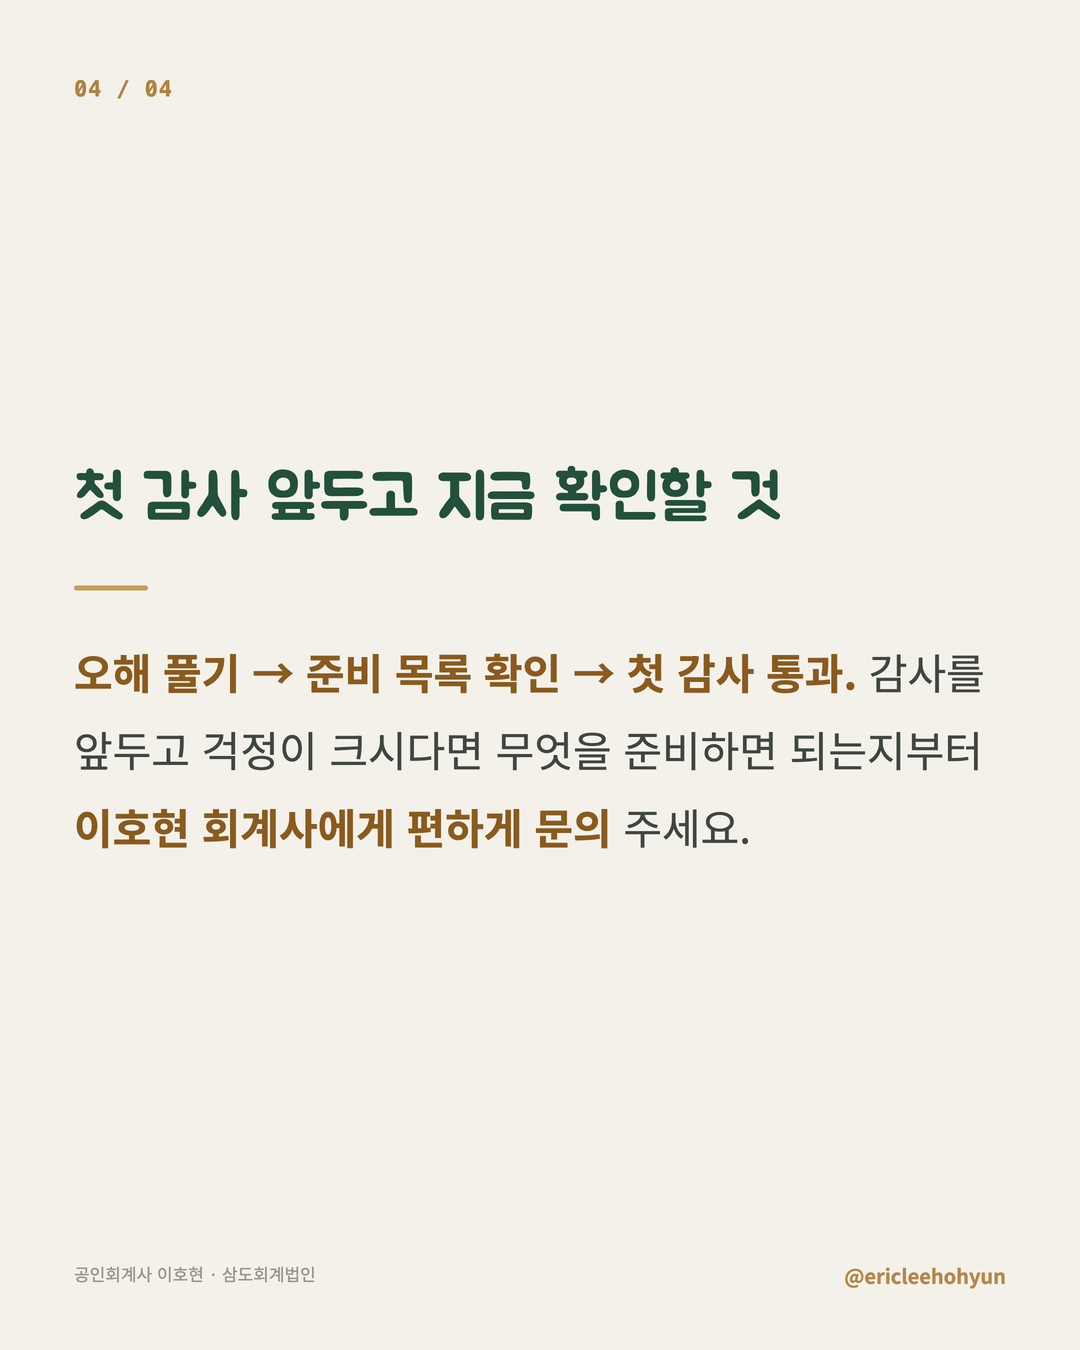 04 / 04
첫 감사 앞두고 지금 확인할 것
오해 풀기 → 준비 목록 확인 → 첫 감사 통과. 감사를
앞두고 걱정이 크시다면 무엇을 준비하면 되는지부터
이호현 회계사에게 편하게 문의 주세요.
공인회계사 이호현 · 삼도회계법인
@ericleehohyun